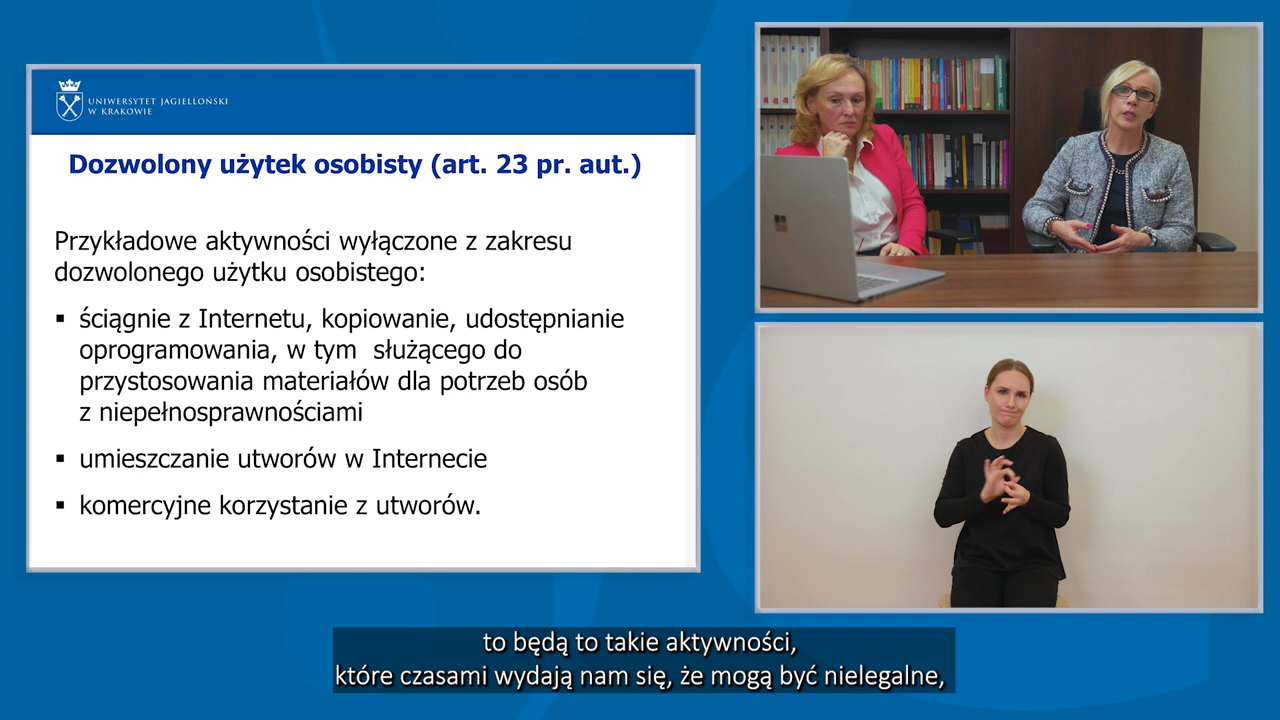 UNIWERSYTET JAGIELLOŃSKI
W KRAKOWIE
Dozwolony użytek osobisty (art. 23 pr. aut.)
Przykładowe aktywności wyłączone z zakresu
dozwolonego użytku osobistego:
▪ ściągnie z Internetu, kopiowanie, udostępnianie
oprogramowania, w tym służącego do
przystosowania materiałów dla potrzeb osób
z niepełnosprawnościami
▪ umieszczanie utworów w Internecie
▪ komercyjne korzystanie z utworów.
to będą to takie aktywności,
które czasami wydają nam się, że mogą być nielegalne,